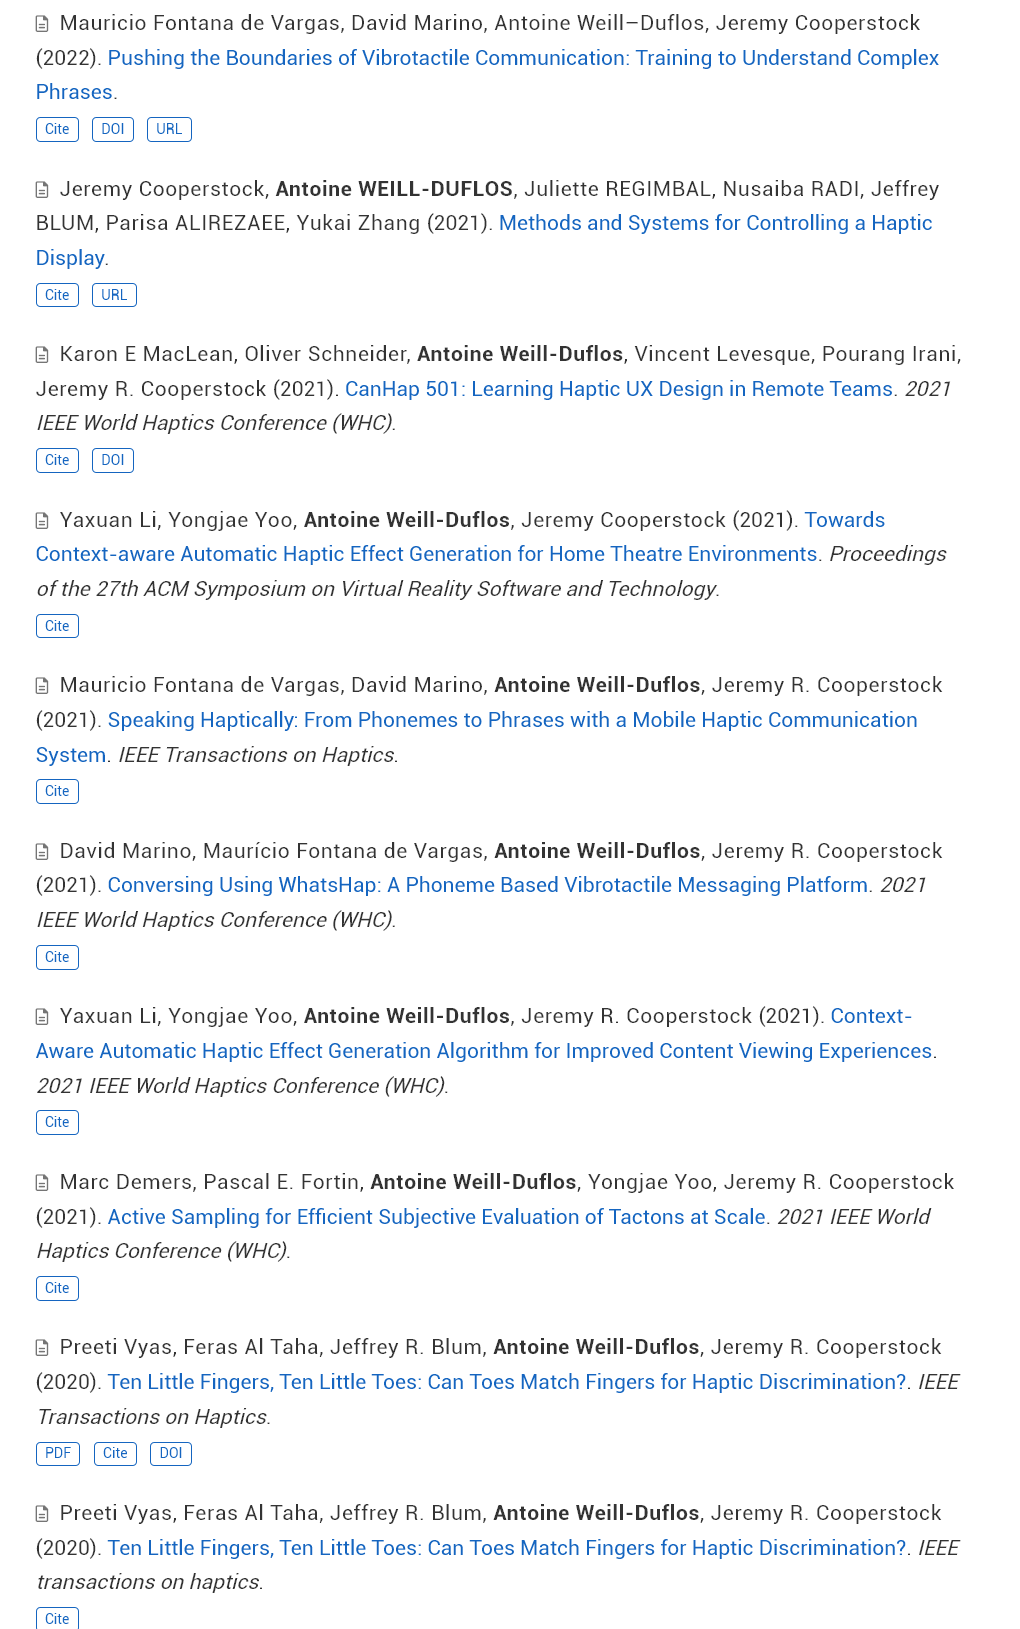 Mauricio Fontana de Vargas, David Marino, Antoine Weill–Duflos, Jeremy Cooperstock
(2022). Pushing the Boundaries of Vibrotactile Communication: Training to Understand Complex
Phrases.
Cite DOI URL
Jeremy Cooperstock, Antoine WEILL-DUFLOS, Juliette REGIMBAL, Nusaiba RADI, Jeffrey
BLUM, Parisa ALIREZAEE, Yukai Zhang (2021). Methods and Systems for Controlling a Haptic
Display.
Cite URL
Karon E MacLean, Oliver Schneider, Antoine Weill-Duflos, Vincent Levesque, Pourang Irani,
Jeremy R. Cooperstock (2021). CanHap 501: Learning Haptic UX Design in Remote Teams. 2021
IEEE World Haptics Conference (WHC).
Cite DOI
Yaxuan Li, Yongjae Yoo, Antoine Weill-Duflos, Jeremy Cooperstock (2021). Towards
Context-aware Automatic Haptic Effect Generation for Home Theatre Environments. Proceedings
of the 27th ACM Symposium on Virtual Reality Software and Technology.
Cite
Mauricio Fontana de Vargas, David Marino, Antoine Weill-Duflos, Jeremy R. Cooperstock
(2021). Speaking Haptically: From Phonemes to Phrases with a Mobile Haptic Communication
System. IEEE Transactions on Haptics.
Cite
David Marino, Maurício Fontana de Vargas, Antoine Weill-Duflos, Jeremy R. Cooperstock
(2021). Conversing Using WhatsHap: A Phoneme Based Vibrotactile Messaging Platform. 2021
IEEE World Haptics Conference (WHC).
Cite
Yaxuan Li, Yongjae Yoo, Antoine Weill-Duflos, Jeremy R. Cooperstock (2021). Context-
Aware Automatic Haptic Effect Generation Algorithm for Improved Content Viewing Experiences.
2021 IEEE World Haptics Conference (WHC).
Cite
Marc Demers, Pascal E. Fortin, Antoine Weill-Duflos, Yongjae Yoo, Jeremy R. Cooperstock
(2021). Active Sampling for Efficient Subjective Evaluation of Tactons at Scale. 2021 IEEE World
Haptics Conference (WHC).
Cite
Preeti Vyas, Feras Al Taha, Jeffrey R. Blum, Antoine Weill-Duflos, Jeremy R. Cooperstock
(2020). Ten Little Fingers, Ten Little Toes: Can Toes Match Fingers for Haptic Discrimination?. IEEE
Transactions on Haptics.
PDF Cite DOI
Preeti Vyas, Feras Al Taha, Jeffrey R. Blum, Antoine Weill-Duflos, Jeremy R. Cooperstock
(2020). Ten Little Fingers, Ten Little Toes: Can Toes Match Fingers for Haptic Discrimination?. IEEE
transactions on haptics.
Cite